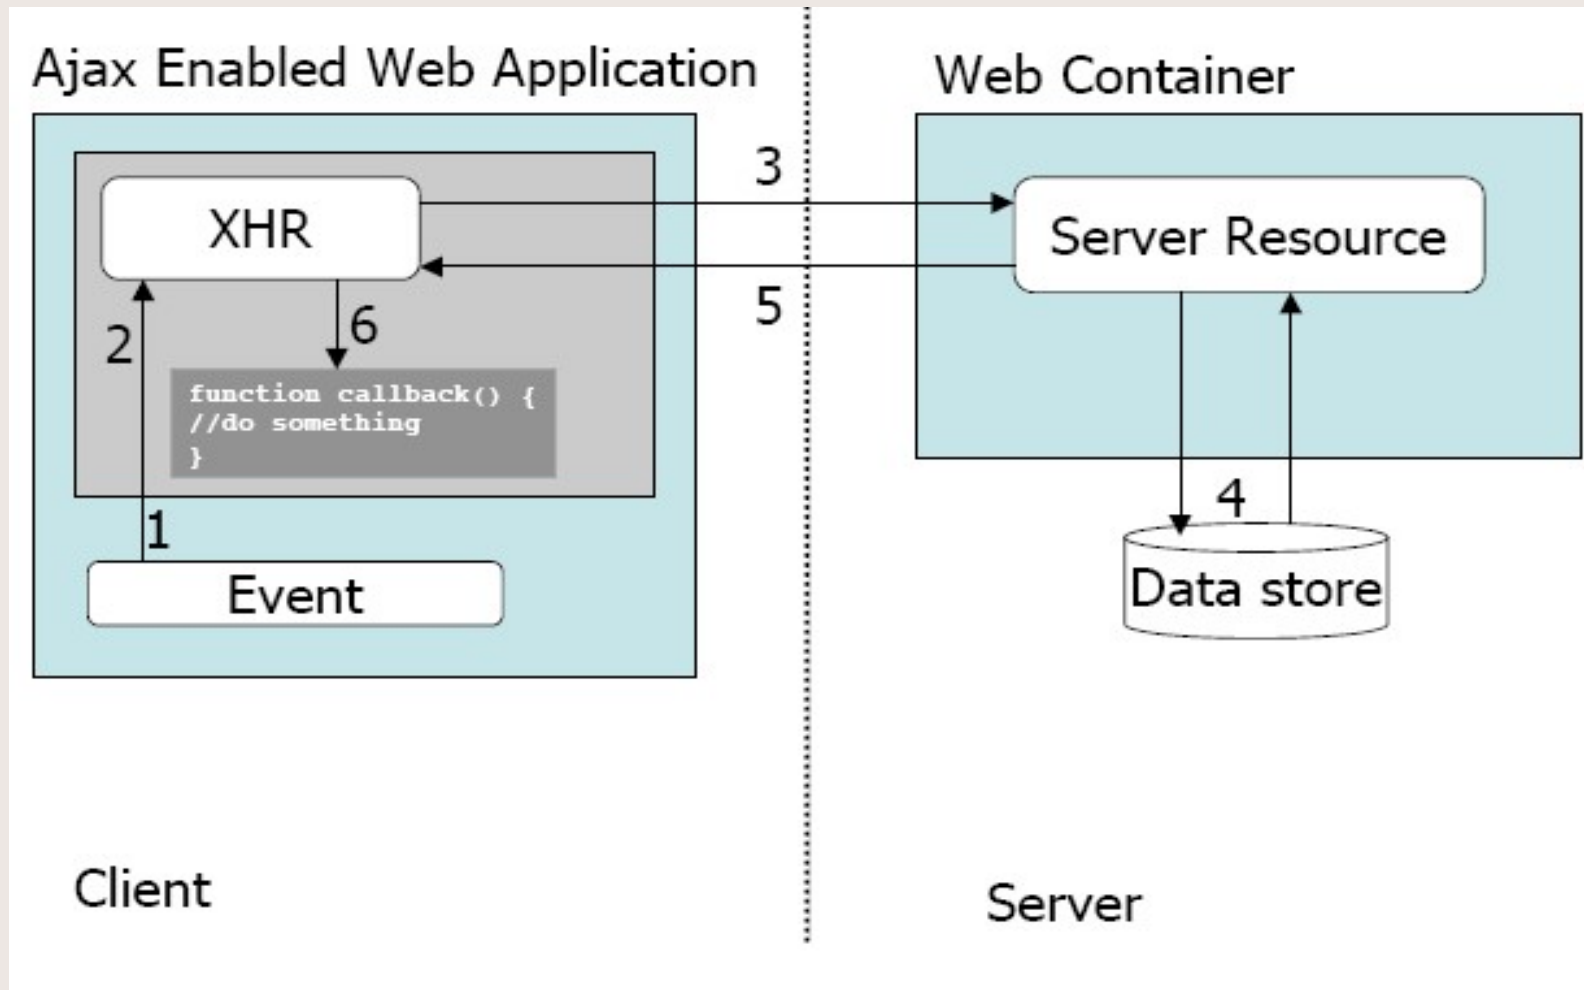 Ajax Enabled Web Application
Web Container
3
XHR
Server Resource
5
2
6
function callback() {
//do something
}
4
1
Event
Data store
Client
Server